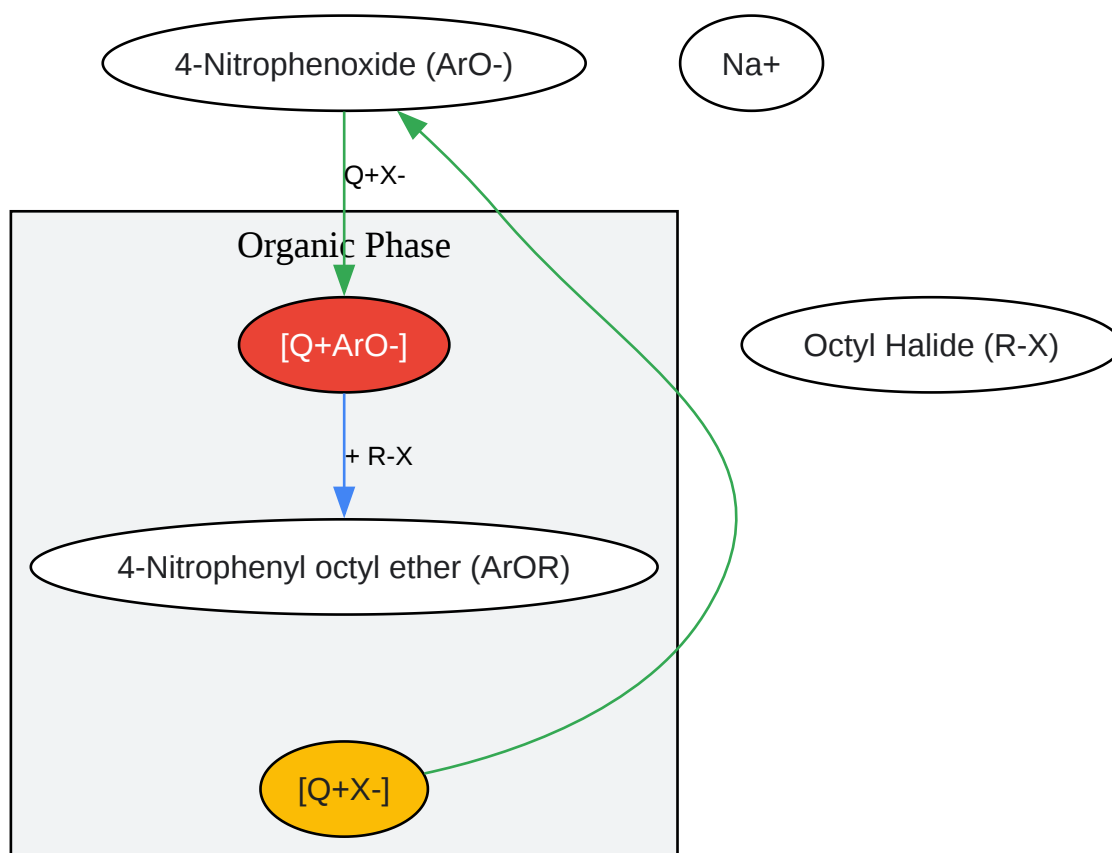 4-Nitrophenoxide (ArO-)
Na+
Q+X-
Organic Phase
[Q+ArO-]
Octyl Halide (R-X)
+ R-X
4-Nitrophenyl octyl ether (ArOR)
[Q+X-]